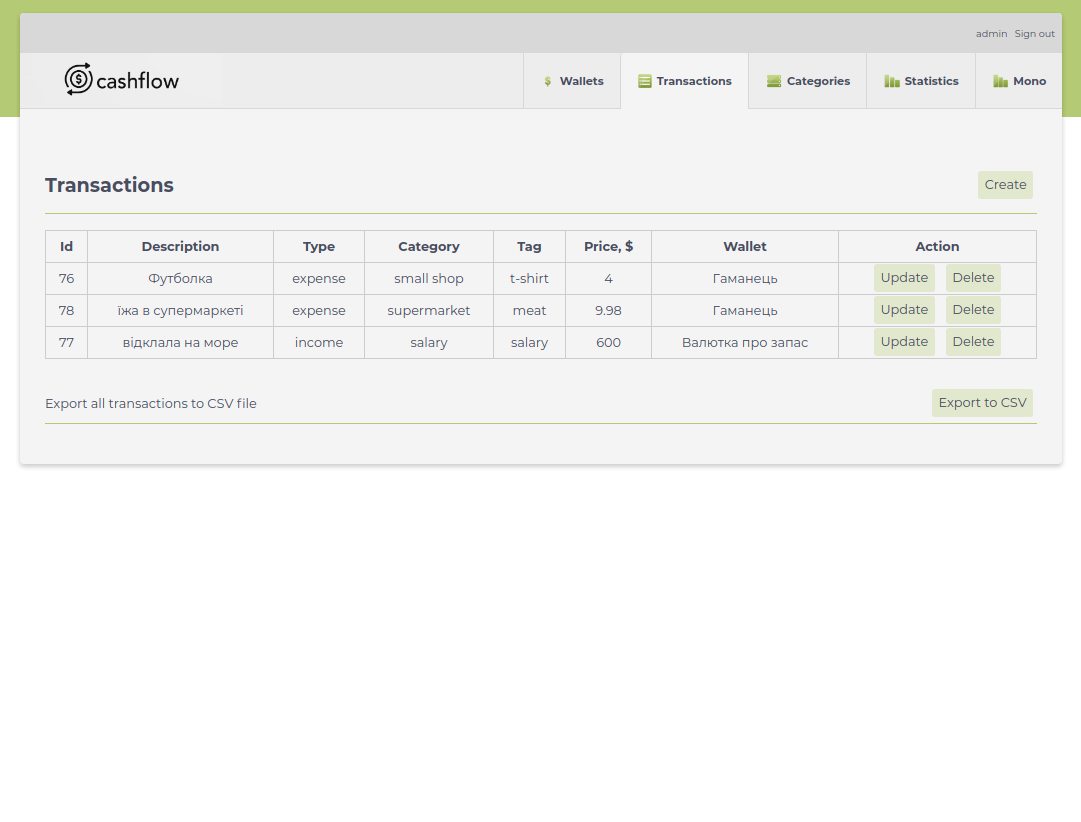 admin Sign out
cashflow Wallets Transactions Categories Statistics Mono
Transactions Create
Id Description Type Category Tag Price, $ Wallet Action
76 Футболка expense small shop t-shirt 4 Гаманець Update Delete
78 їжа в супермаркеті expense supermarket meat 9.98 Гаманець Update Delete
77 відклала на море income salary salary 600 Валютка про запас Update Delete
Export all transactions to CSV file Export to CSV